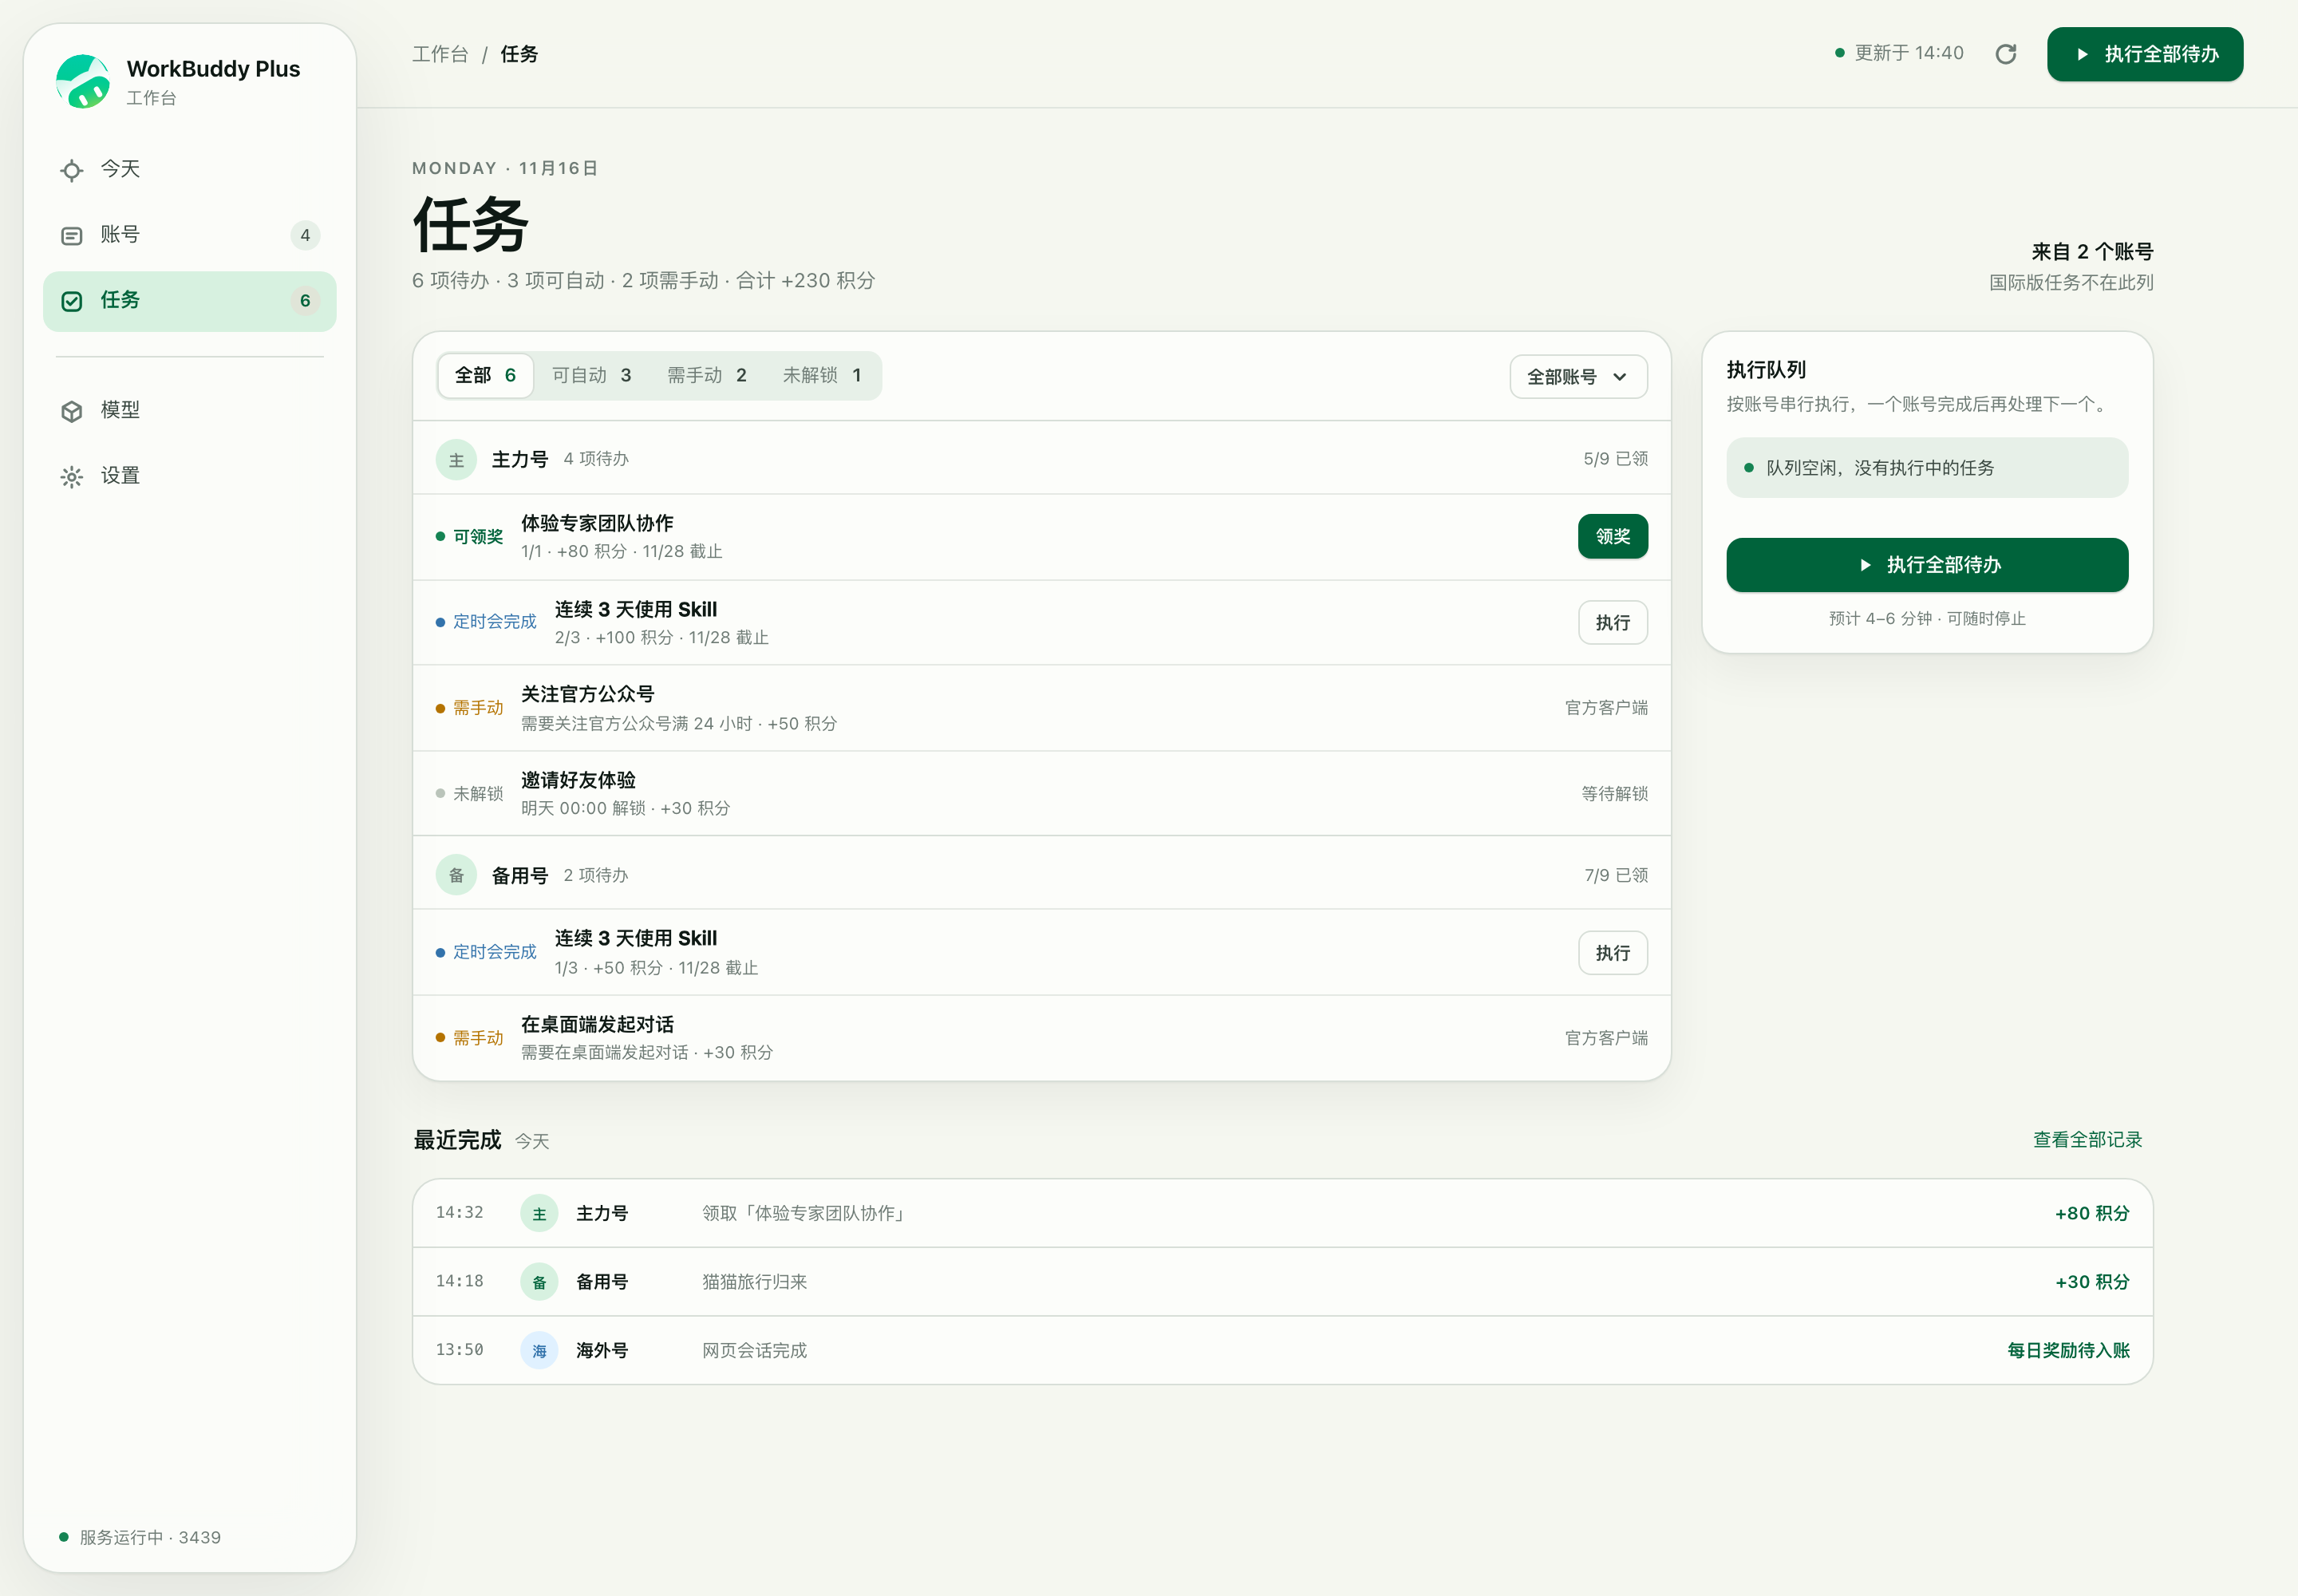 WorkBuddy Plus
工作台
今天
账号 4
任务 6
模型
设置
服务运行中 · 3439
工作台 / 任务
更新于 14:40
执行全部待办
MONDAY · 11月16日
任务
6 项待办 · 3 项可自动 · 2 项需手动 · 合计 +230 积分
来自 2 个账号
国际版任务不在此列
全部 6 可自动 3 需手动 2 未解锁 1
全部账号
主 主力号 4 项待办 5/9 已领
可领奖 体验专家团队协作 领奖
1/1 · +80 积分 · 11/28 截止
定时会完成 连续 3 天使用 Skill 执行
2/3 · +100 积分 · 11/28 截止
需手动 关注官方公众号 官方客户端
需要关注官方公众号满 24 小时 · +50 积分
未解锁 邀请好友体验 等待解锁
明天 00:00 解锁 · +30 积分
备 备用号 2 项待办 7/9 已领
定时会完成 连续 3 天使用 Skill 执行
1/3 · +50 积分 · 11/28 截止
需手动 在桌面端发起对话 官方客户端
需要在桌面端发起对话 · +30 积分
执行队列
按账号串行执行，一个账号完成后再处理下一个。
队列空闲，没有执行中的任务
执行全部待办
预计 4–6 分钟 · 可随时停止
最近完成 今天 查看全部记录
14:32 主 主力号 领取「体验专家团队协作」 +80 积分
14:18 备 备用号 猫猫旅行归来 +30 积分
13:50 海 海外号 网页会话完成 每日奖励待入账